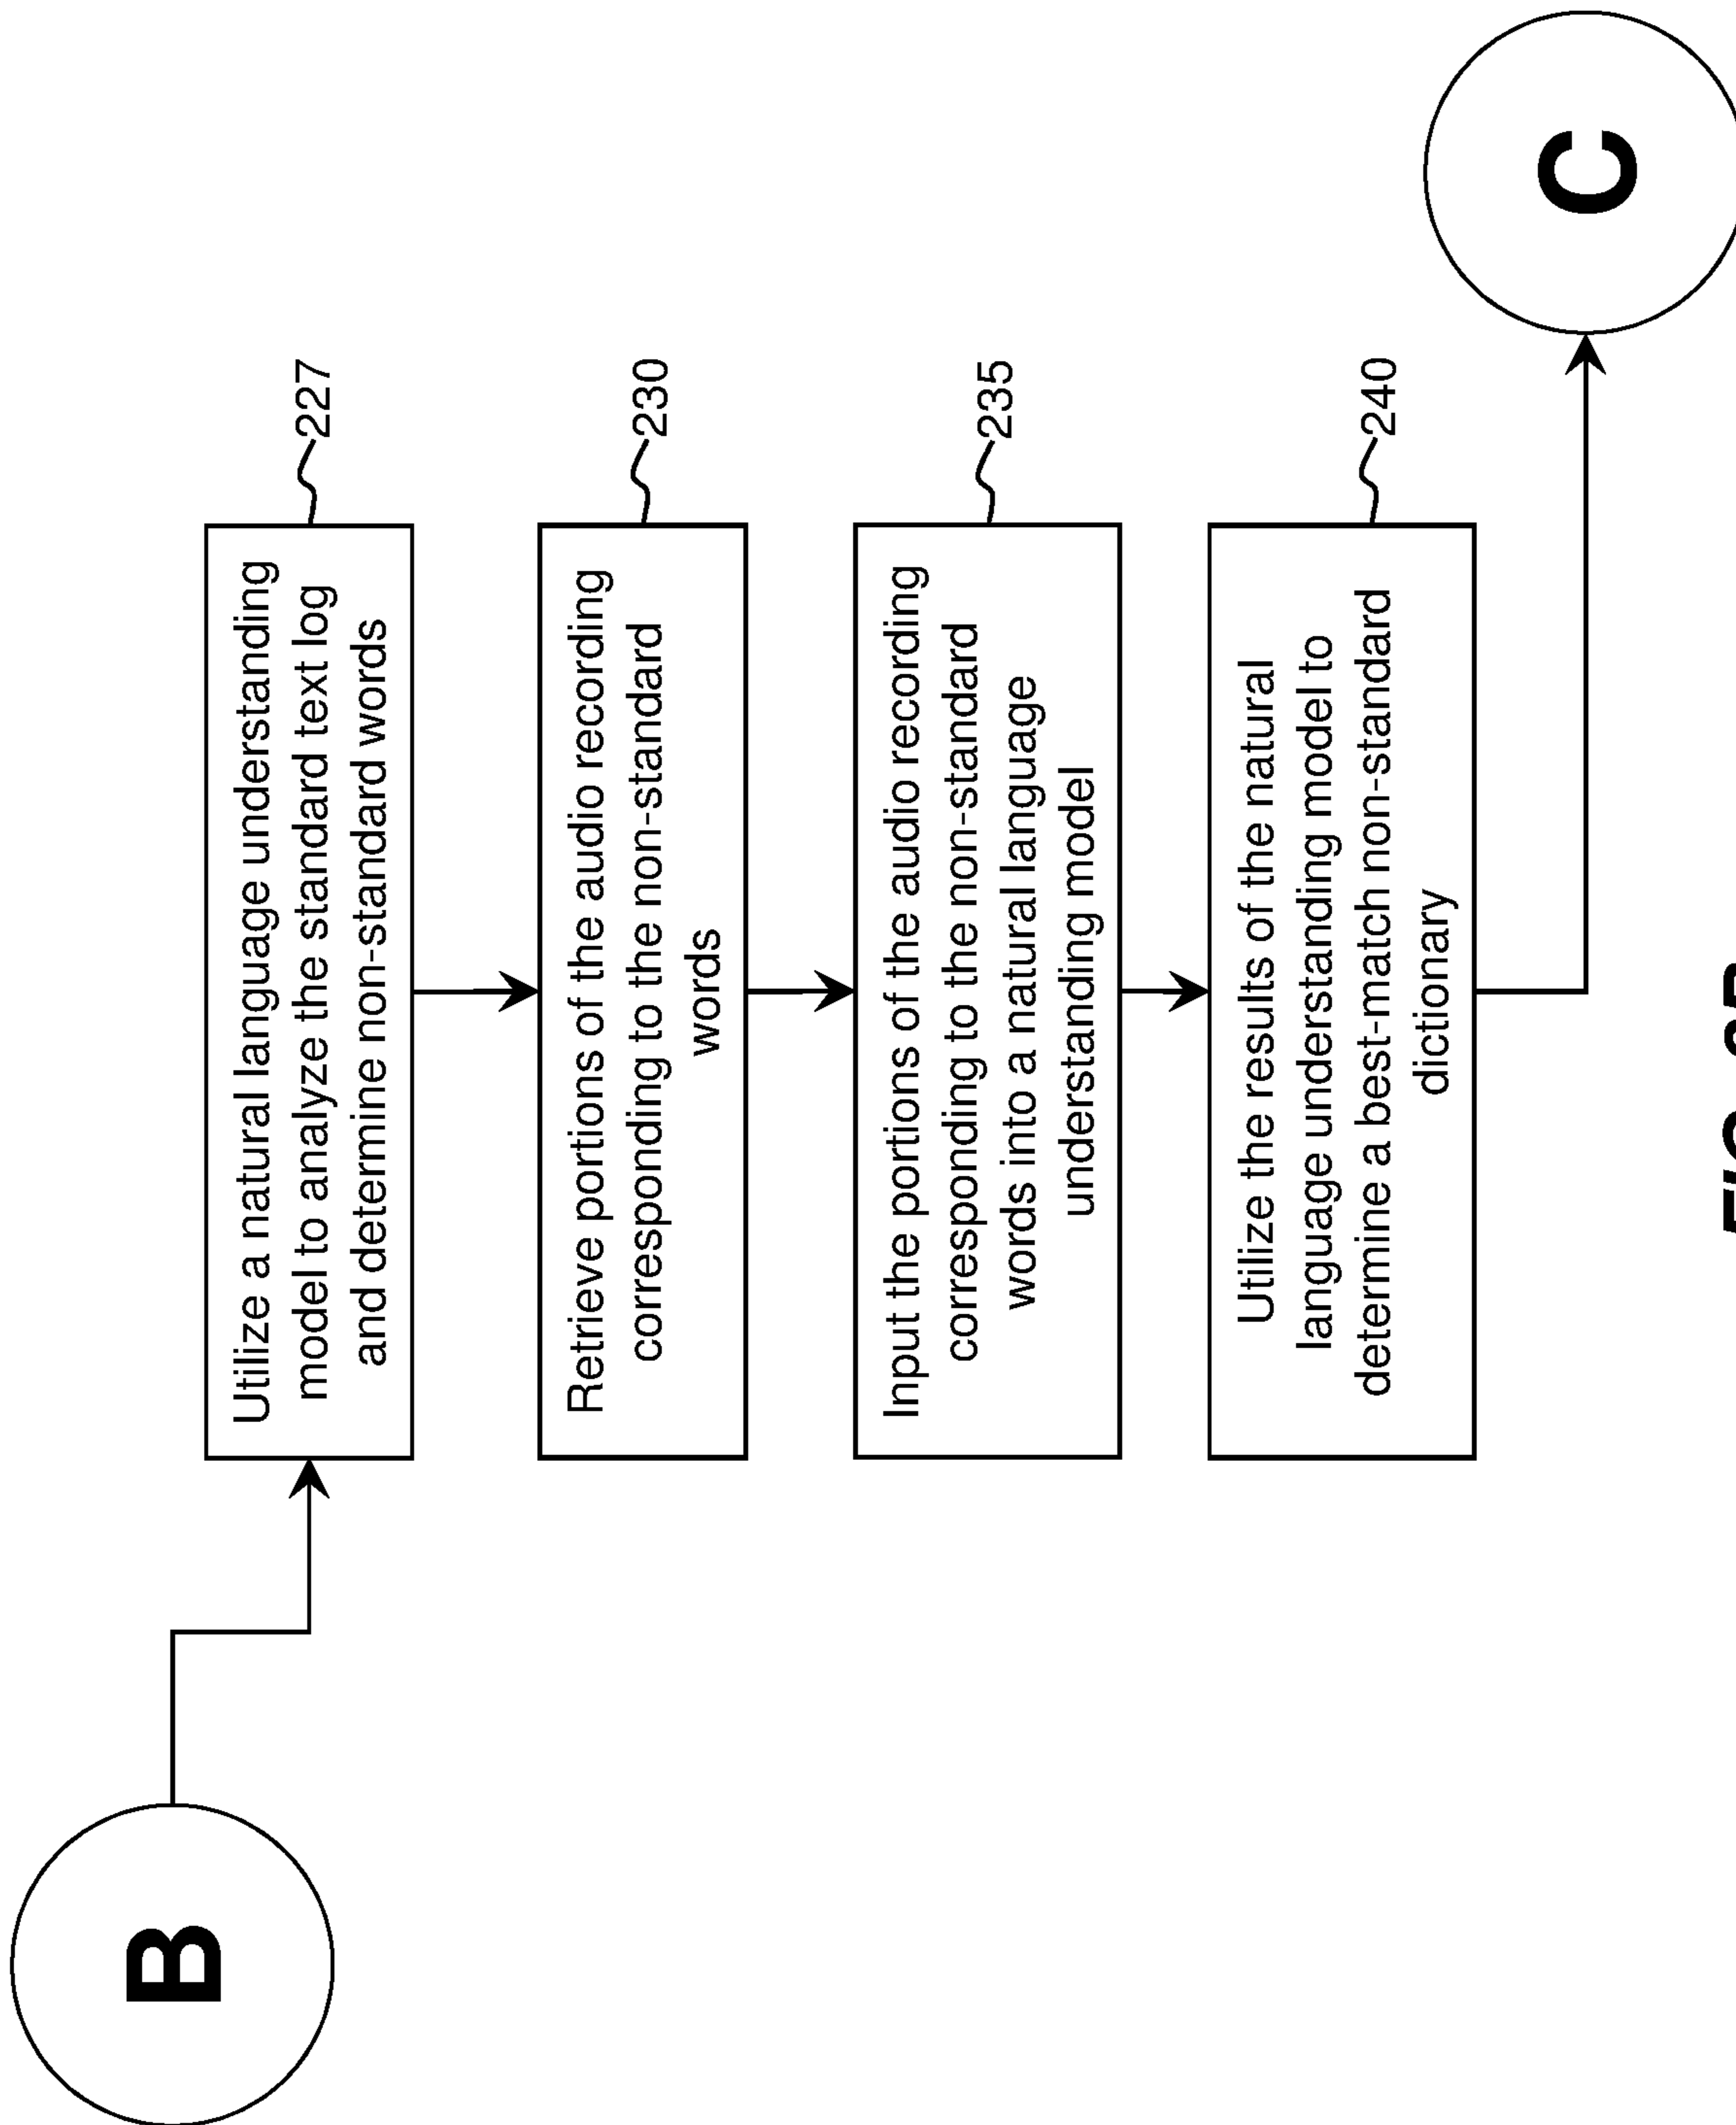 B
Utilize a natural language understanding
model to analyze the standard text log
and determine non-standard words
227
Retrieve portions of the audio recording
corresponding to the non-standard
words
230
Input the portions of the audio recording
corresponding to the non-standard
words into a natural language
understanding model
235
Utilize the results of the natural
language understanding model to
determine a best-match non-standard
dictionary
240
C